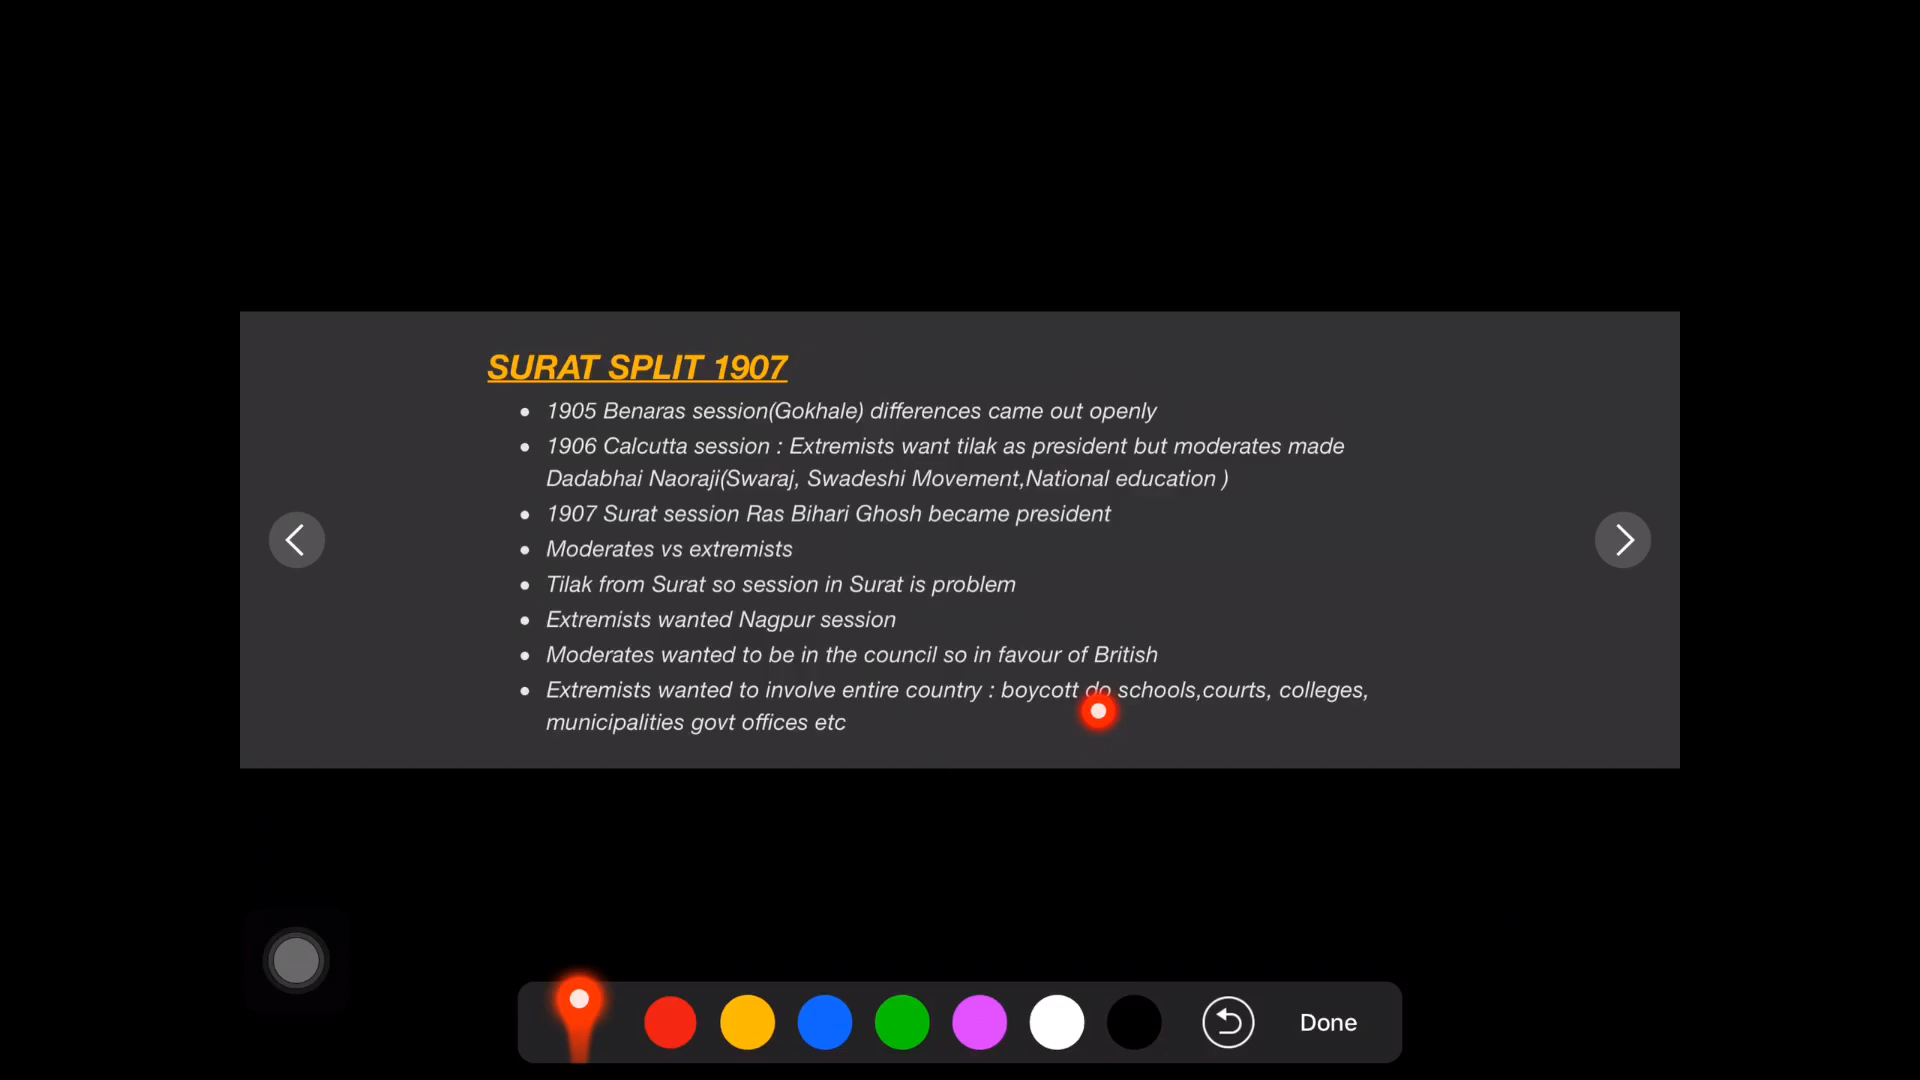 SURAT SPLIT 1907
• 1905 Benaras session(Gokhale) differences came out openly
• 1906 Calcutta session : Extremists want tilak as president but moderates made
Dadabhai Naoraji(Swaraj, Swadeshi Movement,National education )
• 1907 Surat session Ras Bihari Ghosh became president
• Moderates vs extremists
• Tilak from Surat so session in Surat is problem
• Extremists wanted Nagpur session
• Moderates wanted to be in the council so in favour of British
• Extremists wanted to involve entire country : boycott do schools,courts, colleges,
municipalities govt offices etc
Done